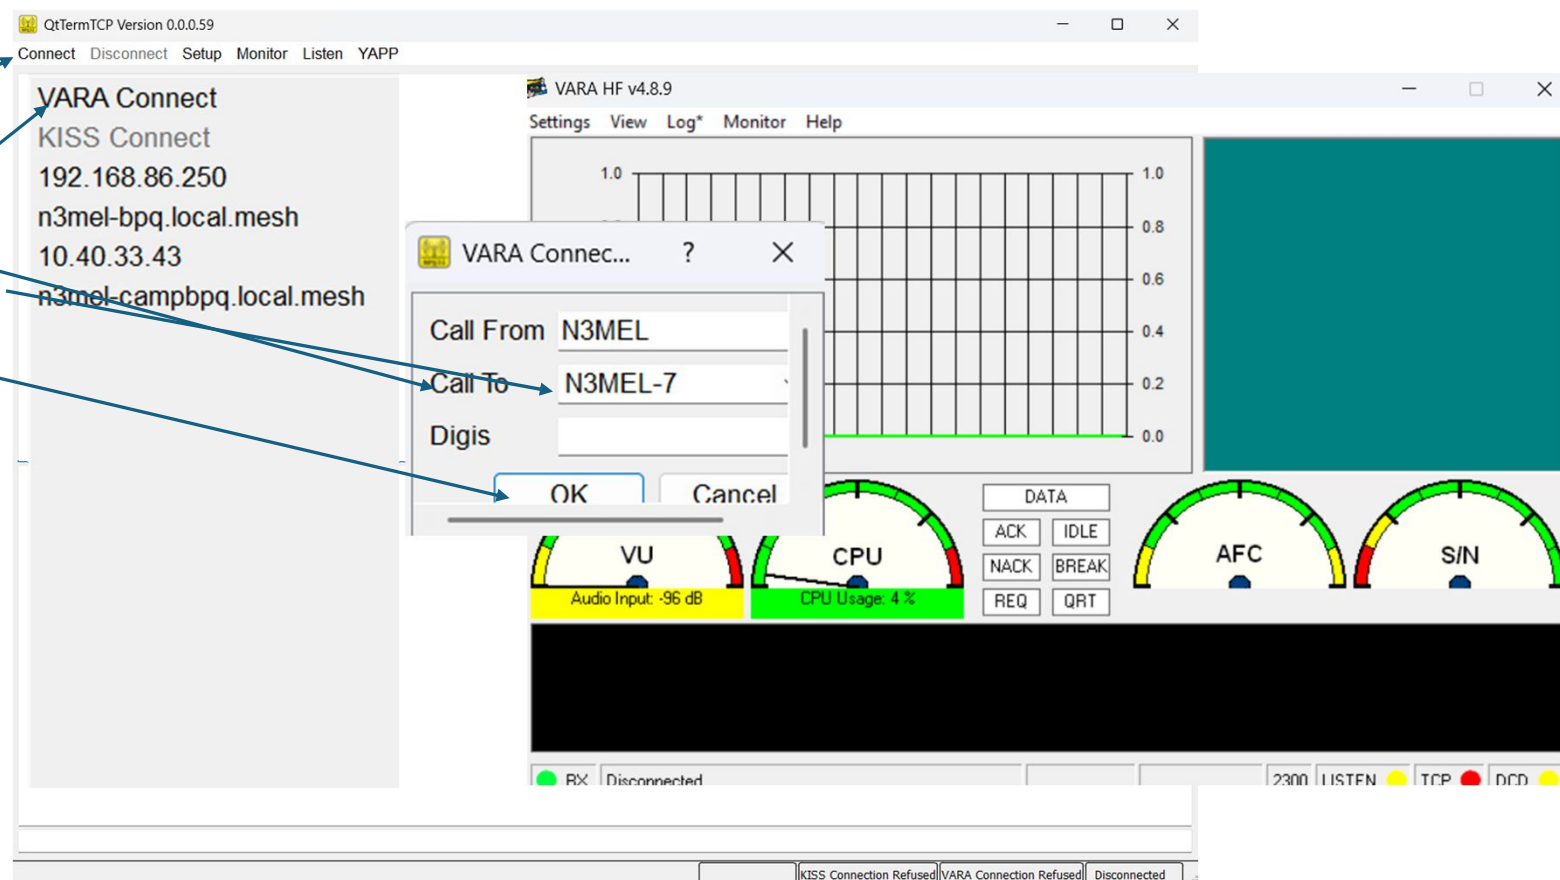 QtTermTCP Version 0.0.0.59
Connect Disconnect Setup Monitor Listen YAPP
VARA Connect
KISS Connect
192.168.86.250
n3mel-bpq.local.mesh
10.40.33.43
n3mel-campbpq.local.mesh
VARA HF v4.8.9
Settings View Log* Monitor Help
1.0 1.0
0.8
0.6
0.4
0.2
0.0
VARA Connec... ?
Call From N3MEL
Call To N3MEL-7
Digis
OK Cancel
VU
Audio Input: -96 dB
CPU
CPU Usage: 4 %
DATA
ACK IDLE
NACK BREAK
REQ QRT
AFC
S/N
RX Disconnected 2300 LISTEN TCP DCD
KISS Connection Refused VARA Connection Refused Disconnected